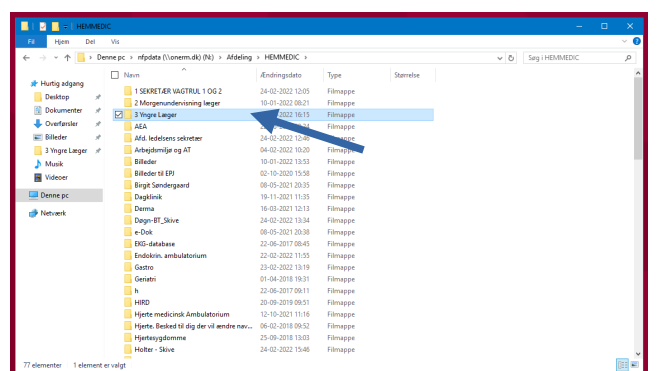 HEMMEDIC
Fil Hjem Del Vis
Denne pc > nfpdata (\\onerm.dk) (N:) > Afdeling > HEMMEDIC >
Søg i HEMMEDIC
Navn Ændringsdato Type Størrelse
Hurtig adgang
Desktop
Dokumenter
Overførsler
Billeder
3 Yngre Læger
Musik
Videoer
Denne pc
Netværk
1 SEKRETÆR VAGTRUL 1 OG 2 24-02-2022 12:05 Filmappe
2 Morgenundervisning læger 10-01-2022 08:21 Filmappe
3 Yngre Læger 2022 16:15 Filmappe
AEA Filmappe
Afd. ledelsens sekretær 24-02-2022 12:46 Filmappe
Arbejdsmiljø og AT 04-02-2022 10:20 Filmappe
Billeder 10-01-2022 13:53 Filmappe
Billeder til EPJ 02-10-2020 15:58 Filmappe
Birgit Søndergaard 08-05-2021 20:35 Filmappe
Dagklinik 19-11-2021 11:35 Filmappe
Derma 16-03-2021 12:13 Filmappe
Døgn-BT_Skive 24-02-2022 13:34 Filmappe
e-Dok 08-05-2021 20:38 Filmappe
EKG-database 22-06-2017 08:45 Filmappe
Endokrin. ambulatorium 22-02-2022 11:55 Filmappe
Gastro 23-02-2022 13:19 Filmappe
Geriatri 01-04-2018 19:31 Filmappe
h 22-06-2017 09:11 Filmappe
HIRD 20-09-2019 09:51 Filmappe
Hjerte medicinsk Ambulatorium 12-10-2021 11:16 Filmappe
Hjerte. Besked til dig der vil ændre nav... 06-02-2018 09:52 Filmappe
Hjertesygdomme 25-09-2018 13:03 Filmappe
Holter - Skive 24-02-2022 15:46 Filmappe
77 elementer 1 element er valgt